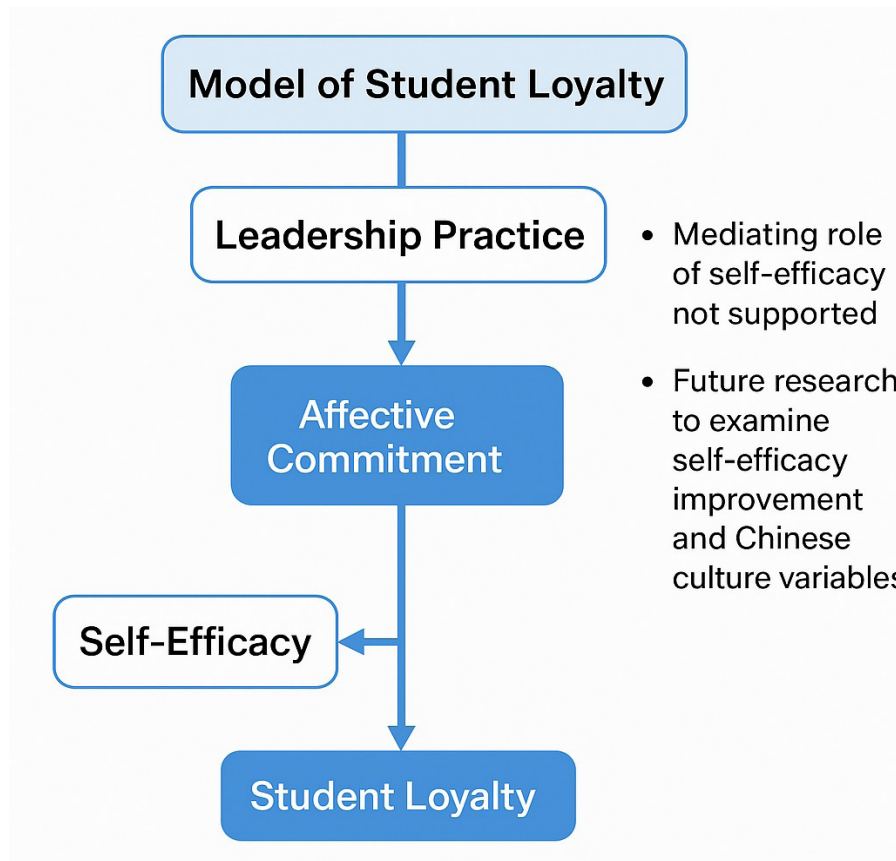 Model of Student Loyalty
Leadership Practice
Affective
Commitment
Self-Efficacy
Student Loyalty
• Mediating role
of self-efficacy
not supported
• Future research
to examine
self-efficacy
improvement
and Chinese
culture variables